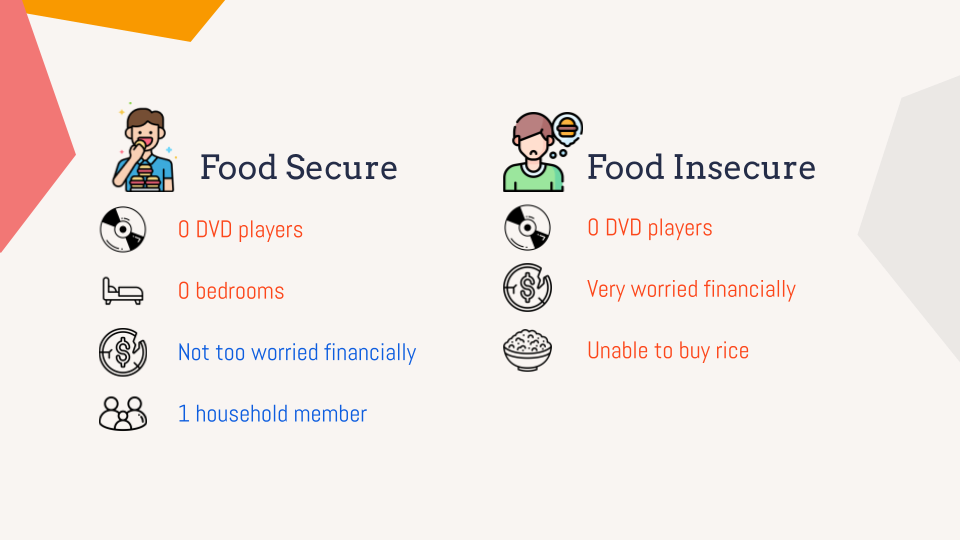 Food Secure
0 DVD players
0 bedrooms
Not too worried financially
1 household member
Food Insecure
0 DVD players
Very worried financially
Unable to buy rice